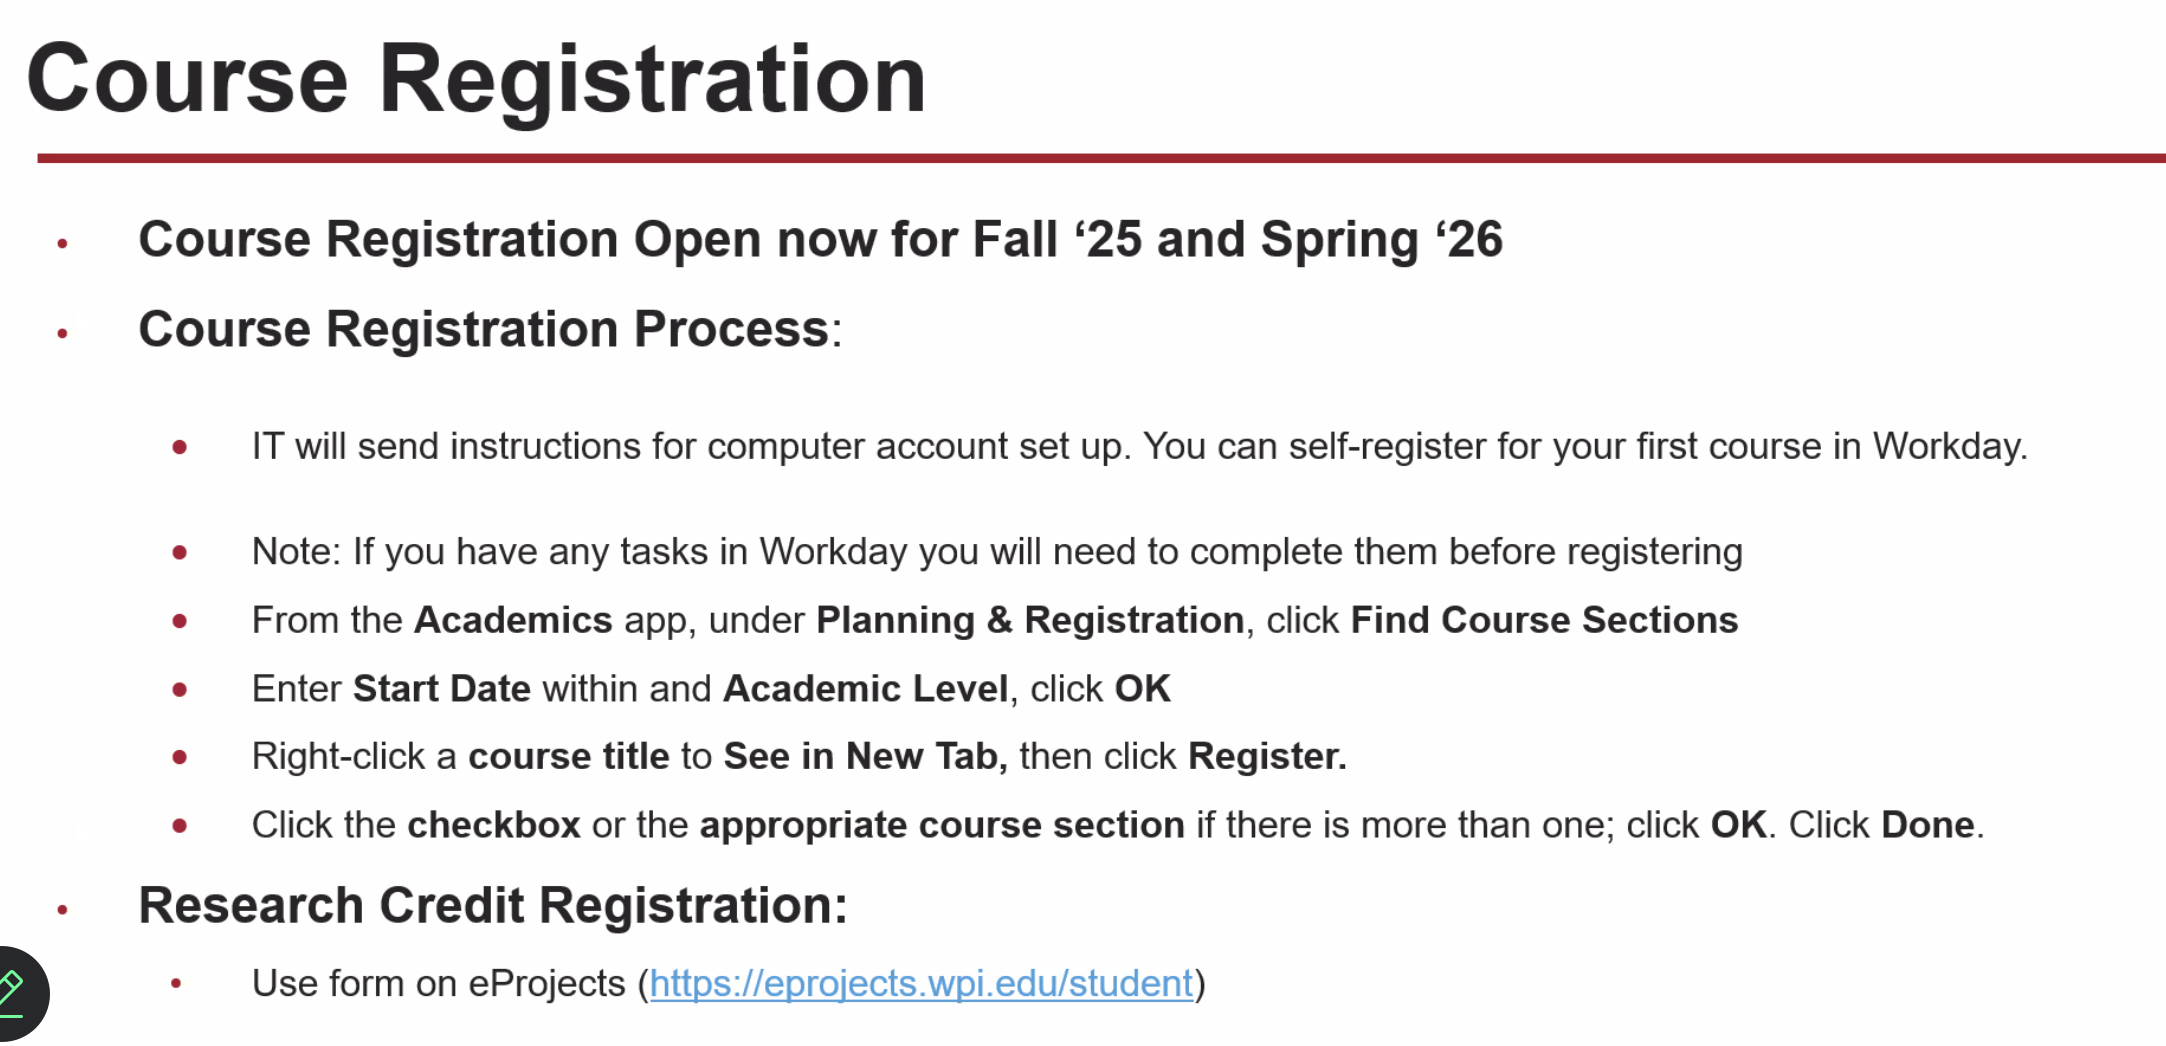 Course Registration
• Course Registration Open now for Fall ‘25 and Spring ‘26
• Course Registration Process:
• IT will send instructions for computer account set up. You can self-register for your first course in Workday.
• Note: If you have any tasks in Workday you will need to complete them before registering
• From the Academics app, under Planning & Registration, click Find Course Sections
• Enter Start Date within and Academic Level, click OK
• Right-click a course title to See in New Tab, then click Register.
• Click the checkbox or the appropriate course section if there is more than one; click OK. Click Done.
• Research Credit Registration:
• Use form on eProjects (https://eprojects.wpi.edu/student)